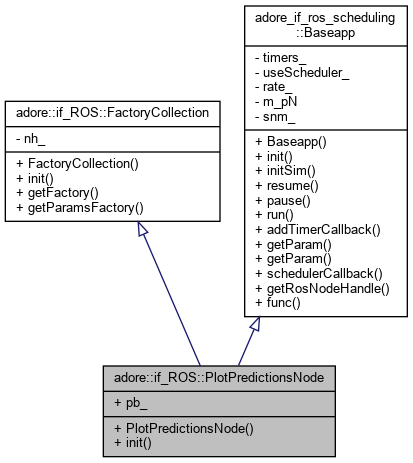 adore_if_ros_scheduling
::Baseapp
- timers_
- useScheduler_
- rate_
- m_pN
- snm_
+ Baseapp()
+ init()
+ initSim()
+ resume()
+ pause()
+ run()
+ addTimerCallback()
+ getParam()
+ getParam()
+ schedulerCallback()
+ getRosNodeHandle()
+ func()
adore::if_ROS::FactoryCollection
- nh_
+ FactoryCollection()
+ init()
+ getFactory()
+ getParamsFactory()
adore::if_ROS::PlotPredictionsNode
+ pb_
+ PlotPredictionsNode()
+ init()